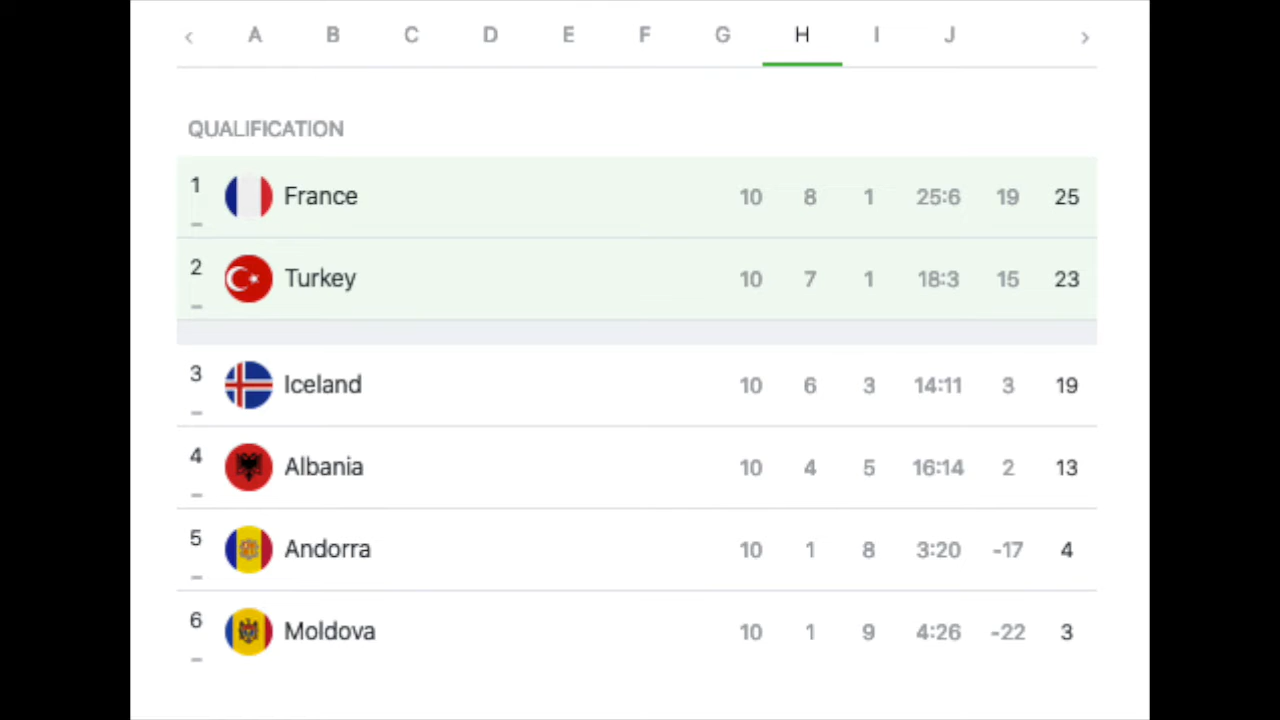 ‹ A B C D E F G H I J ›
QUALIFICATION
1 France 10 8 1 25:6 19 25
–
2 Turkey 10 7 1 18:3 15 23
–
3 Iceland 10 6 3 14:11 3 19
–
4 Albania 10 4 5 16:14 2 13
–
5 Andorra 10 1 8 3:20 -17 4
–
6 Moldova 10 1 9 4:26 -22 3
–